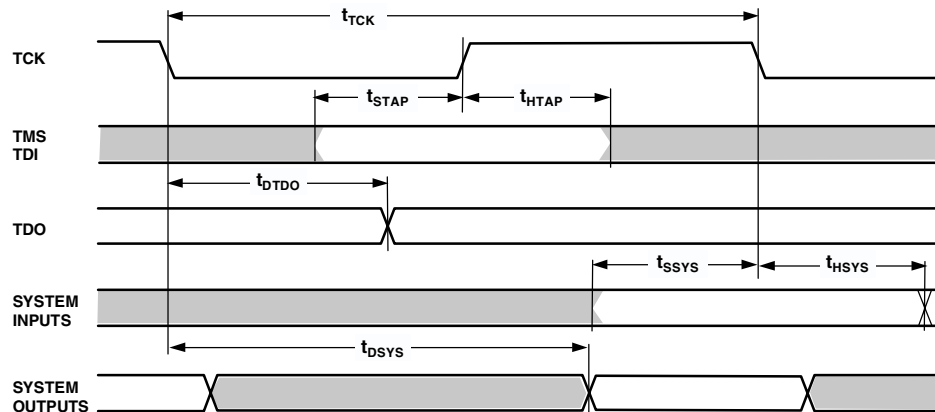 tTCK
TCK
tSTAP
tHTAP
TMS
TDI
tDTDO
TDO
tSSYS
tHSYS
SYSTEM
INPUTS
tDSYS
SYSTEM
OUTPUTS